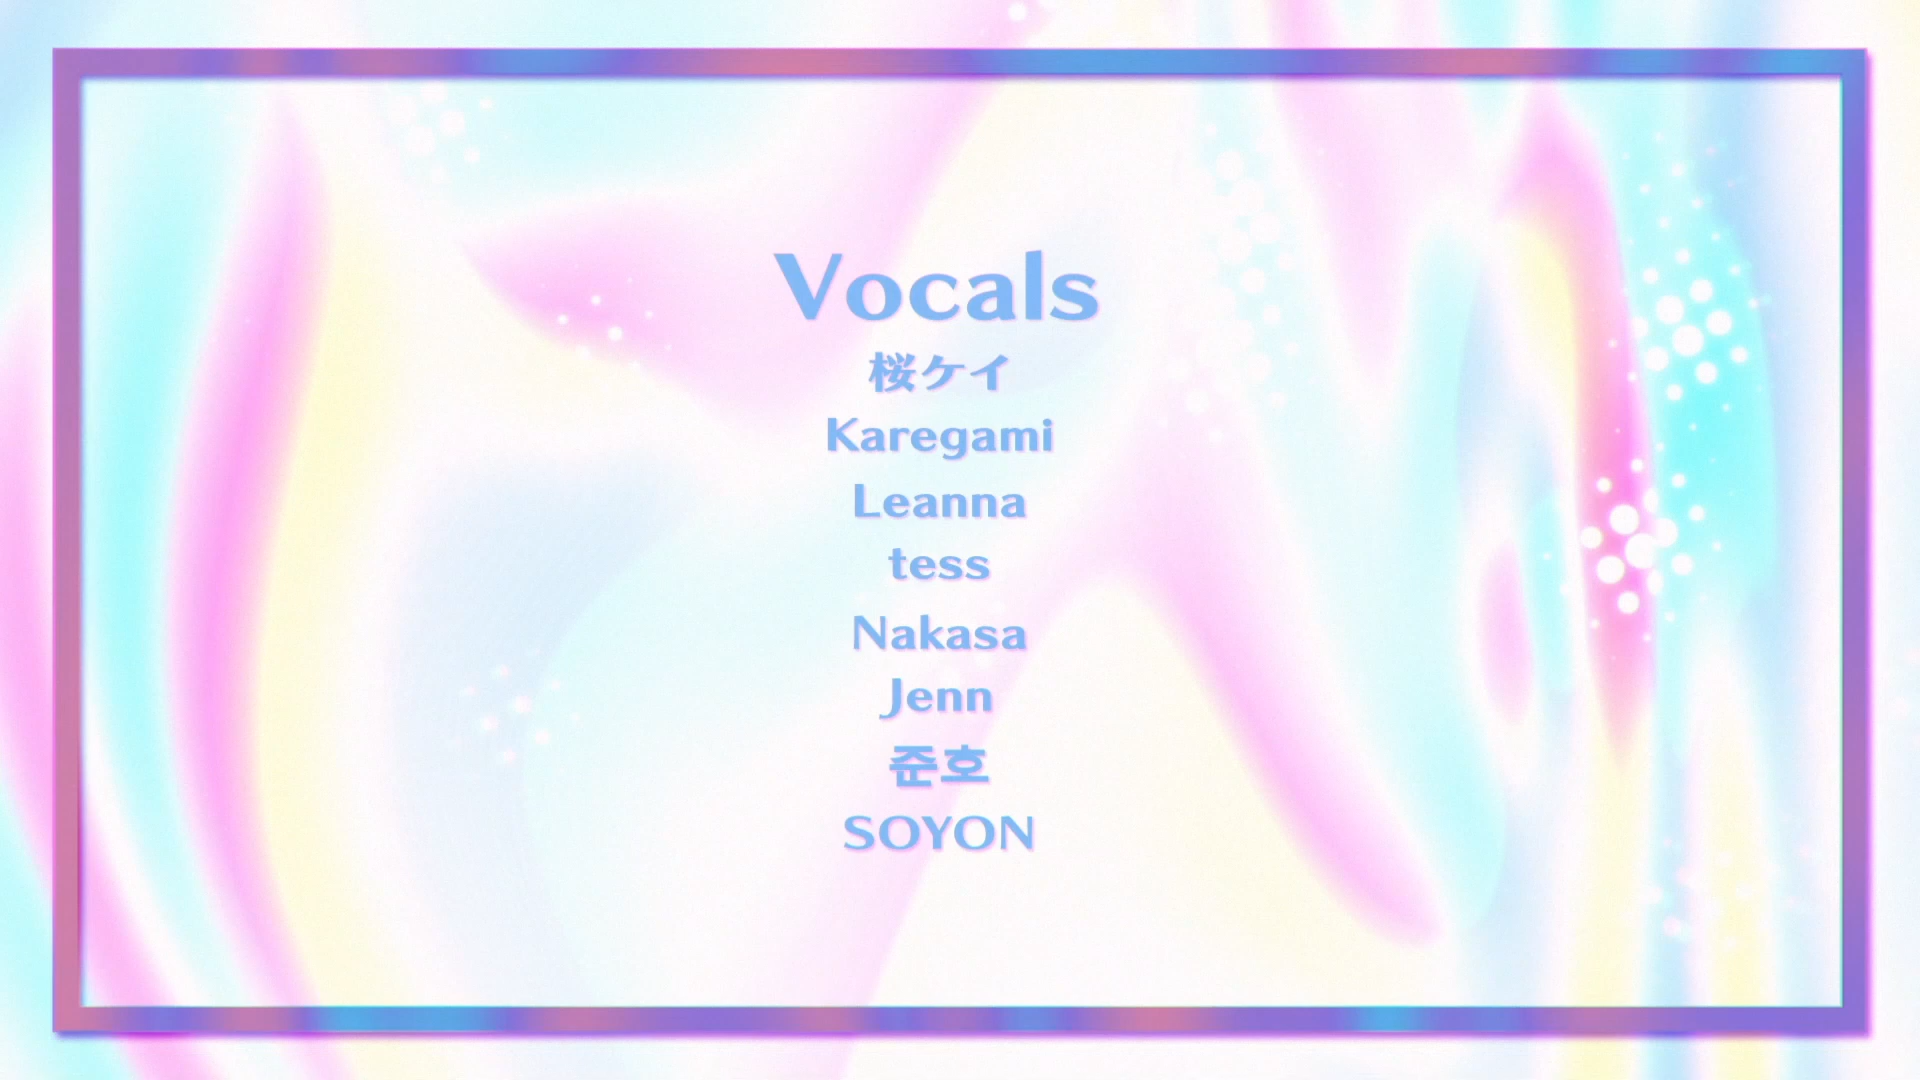 Vocals
桜ケイ
Karegami
Leanna
tess
Nakasa
Jenn
준호
SOYON